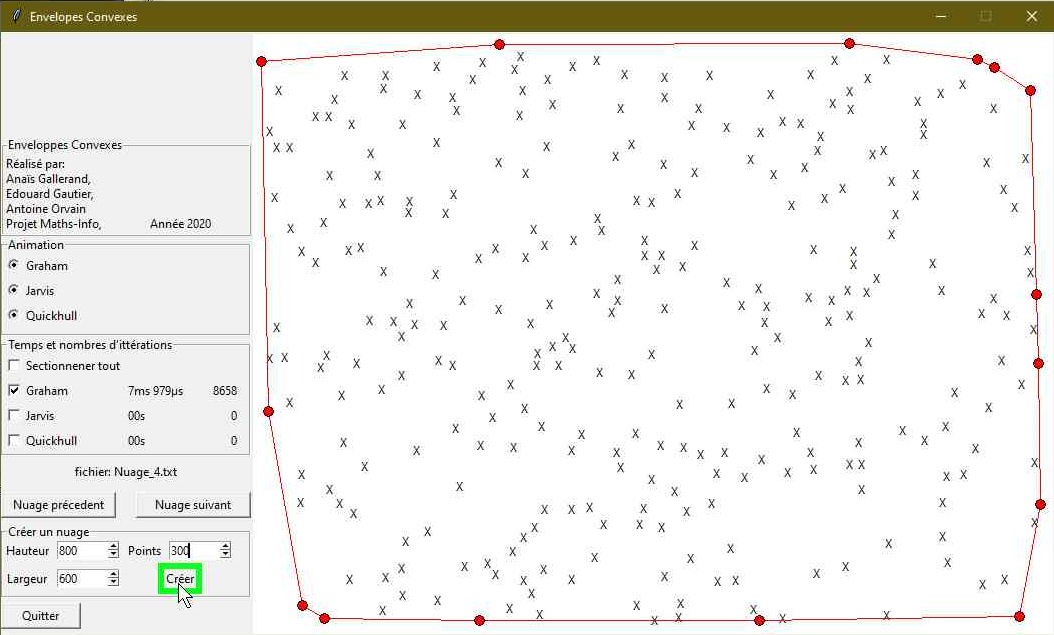 Envelopes Convexes
Enveloppes Convexes
Réalisé par:
Anaïs Gallerand,
Edouard Gautier,
Antoine Orvain
Projet Maths-Info, Année 2020
Animation
Graham
Jarvis
Quickhull
Temps et nombres d'ittérations
Sectionnener tout
Graham 7ms 979µs 8658
Jarvis 00s 0
Quickhull 00s 0
fichier: Nuage_4.txt
Nuage précedent Nuage suivant
Créer un nuage
Hauteur 800 Points 300
Largeur 600 Créer
Quitter